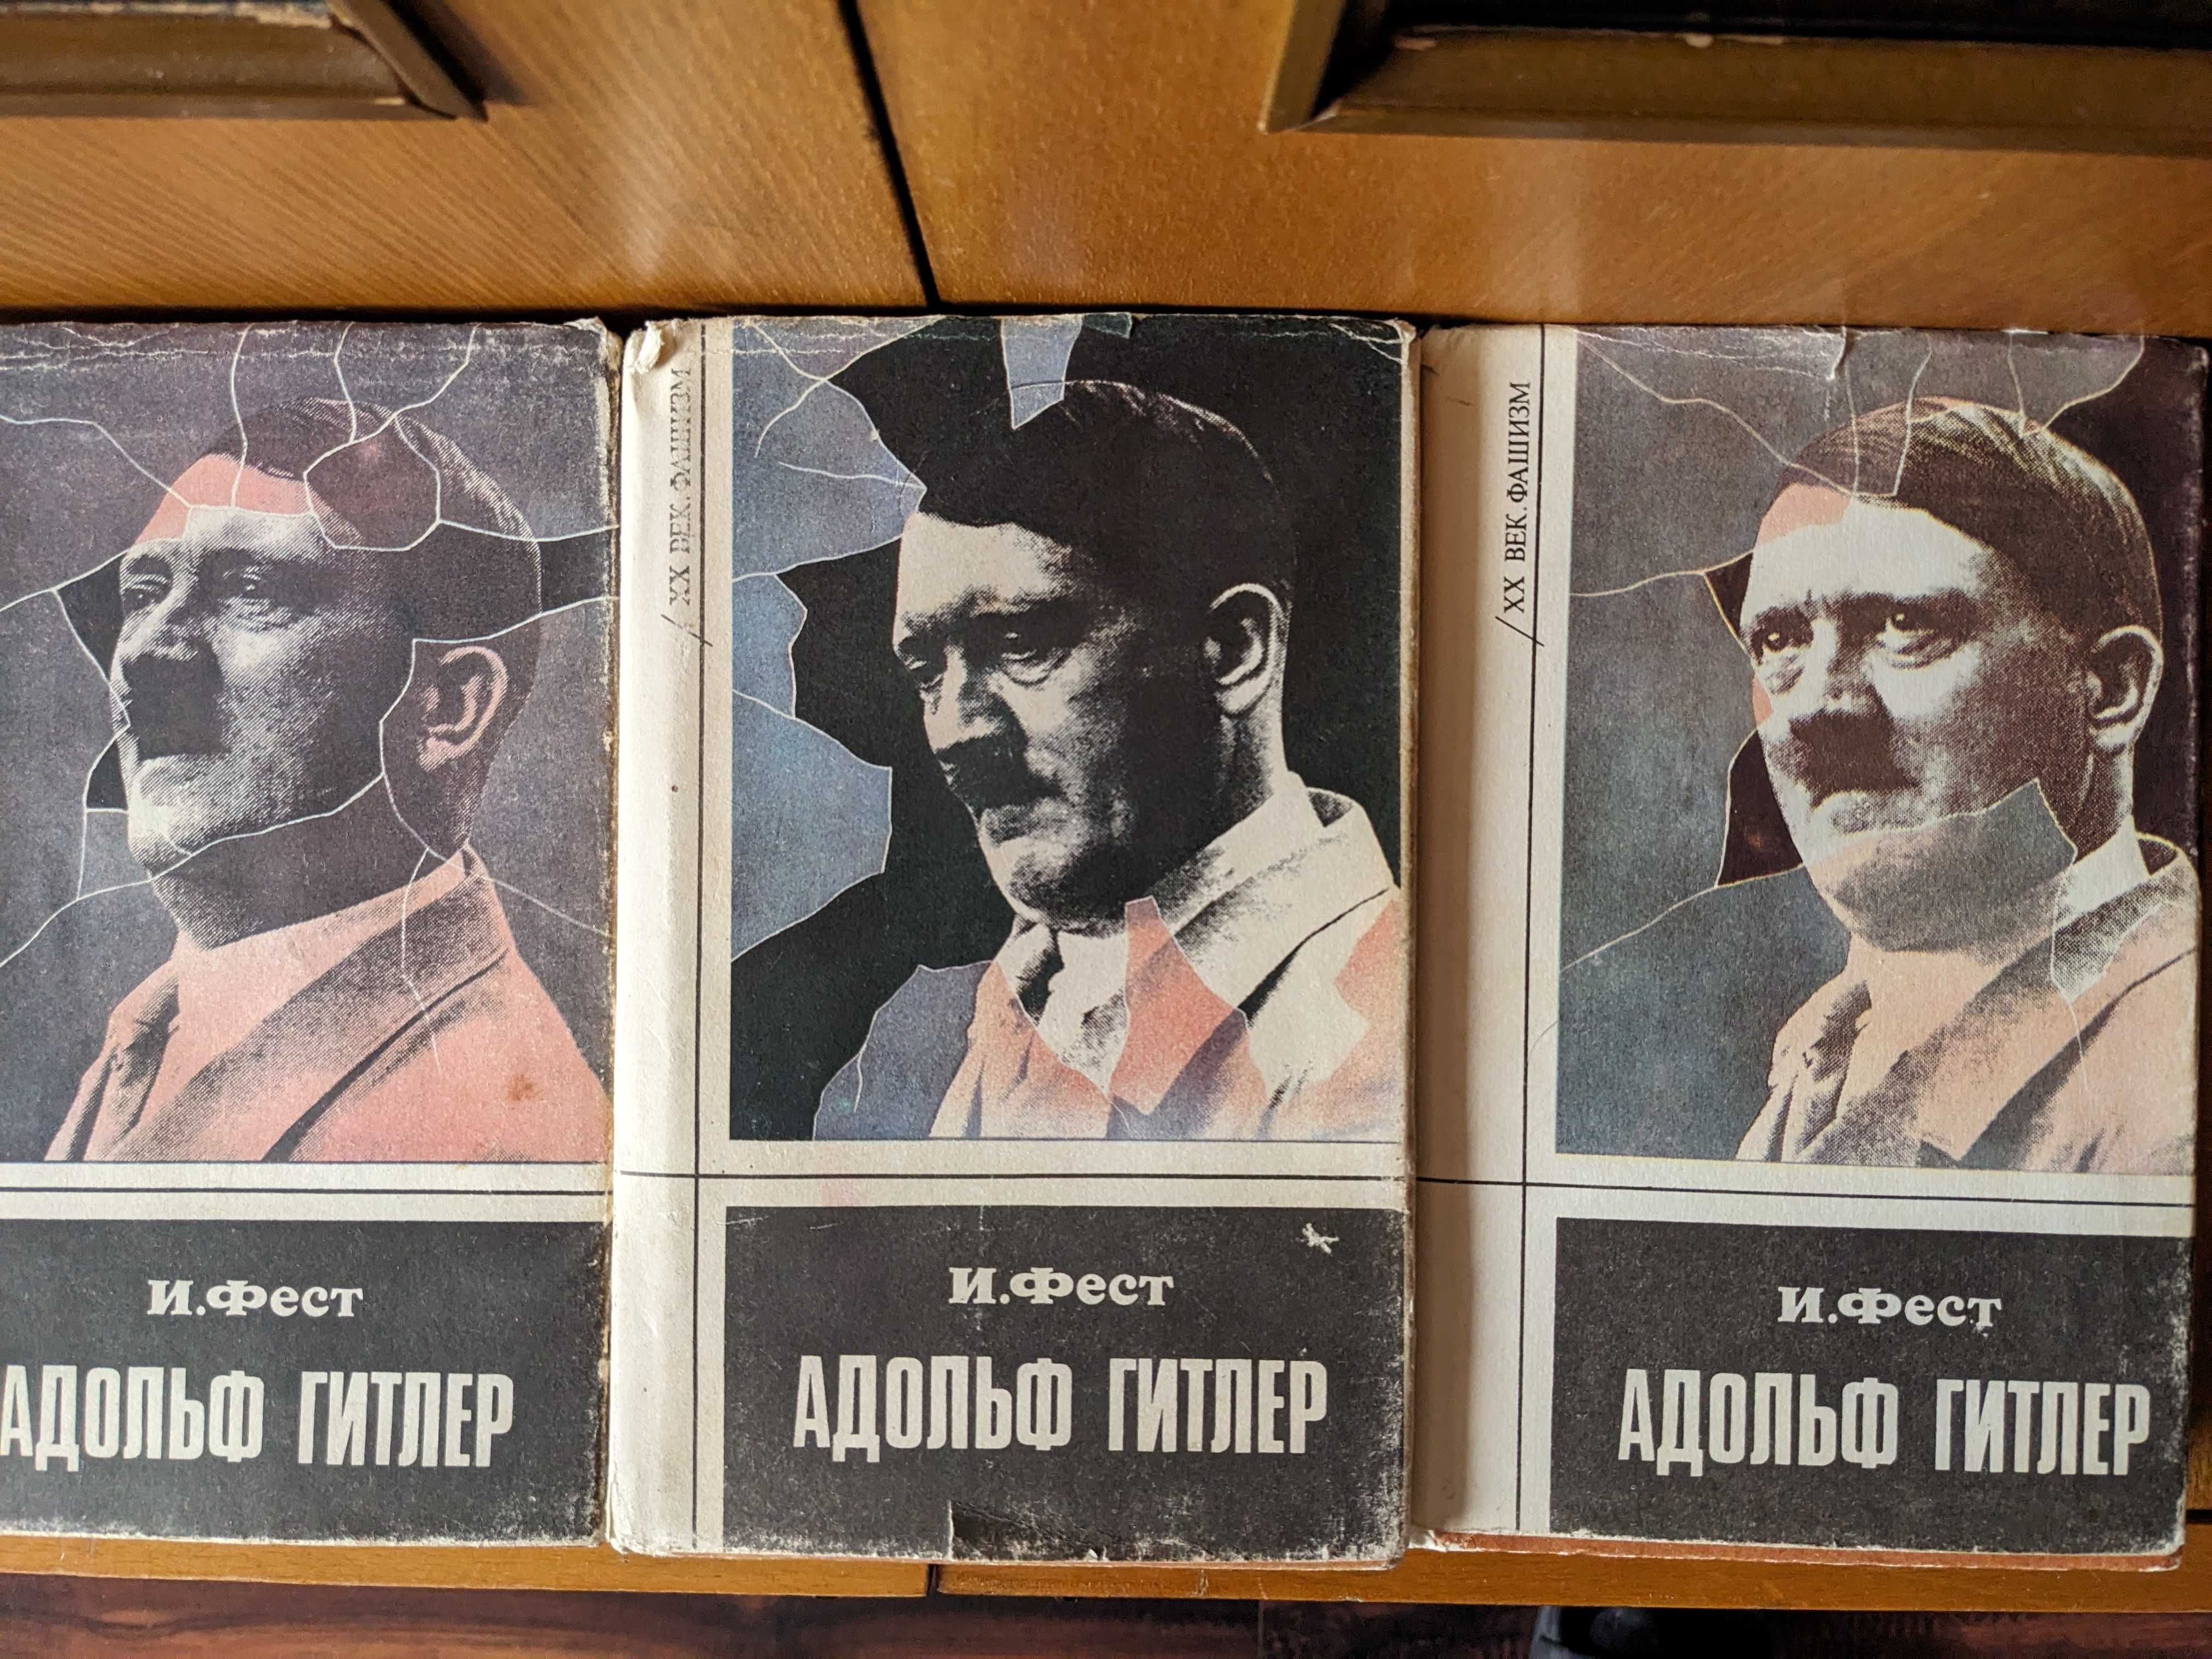 И.Фест
АДОЛЬФ ГИТЛЕР
/XX ВЕК. ФАШИЗМ
И.Фест
АДОЛЬФ ГИТЛЕР
/XX ВЕК. ФАШИЗМ
И.Фест
АДОЛЬФ ГИТЛЕР